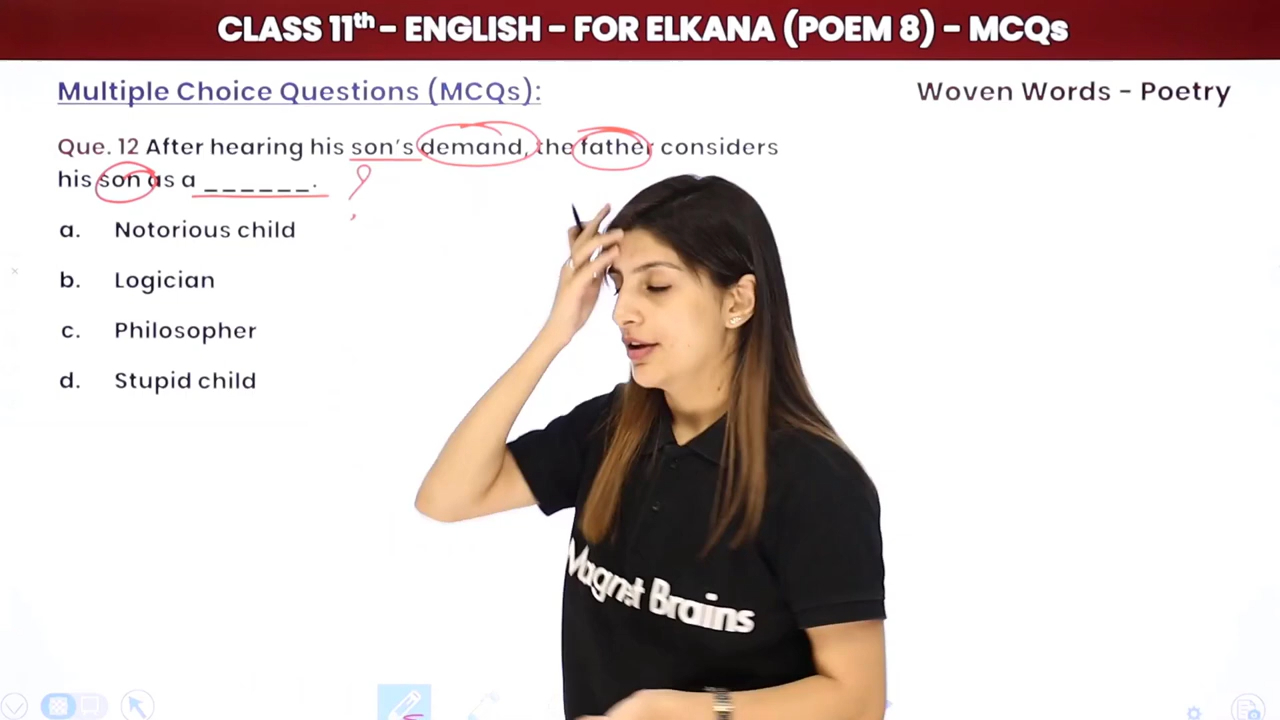 CLASS 11th - ENGLISH - FOR ELKANA (POEM 8) - MCQs
Multiple Choice Questions (MCQs):
Woven Words - Poetry
Que. 12 After hearing his son's demand, the father considers
his son as a ______.
?
a. Notorious child
b. Logician
c. Philosopher
d. Stupid child
Magnet Brains